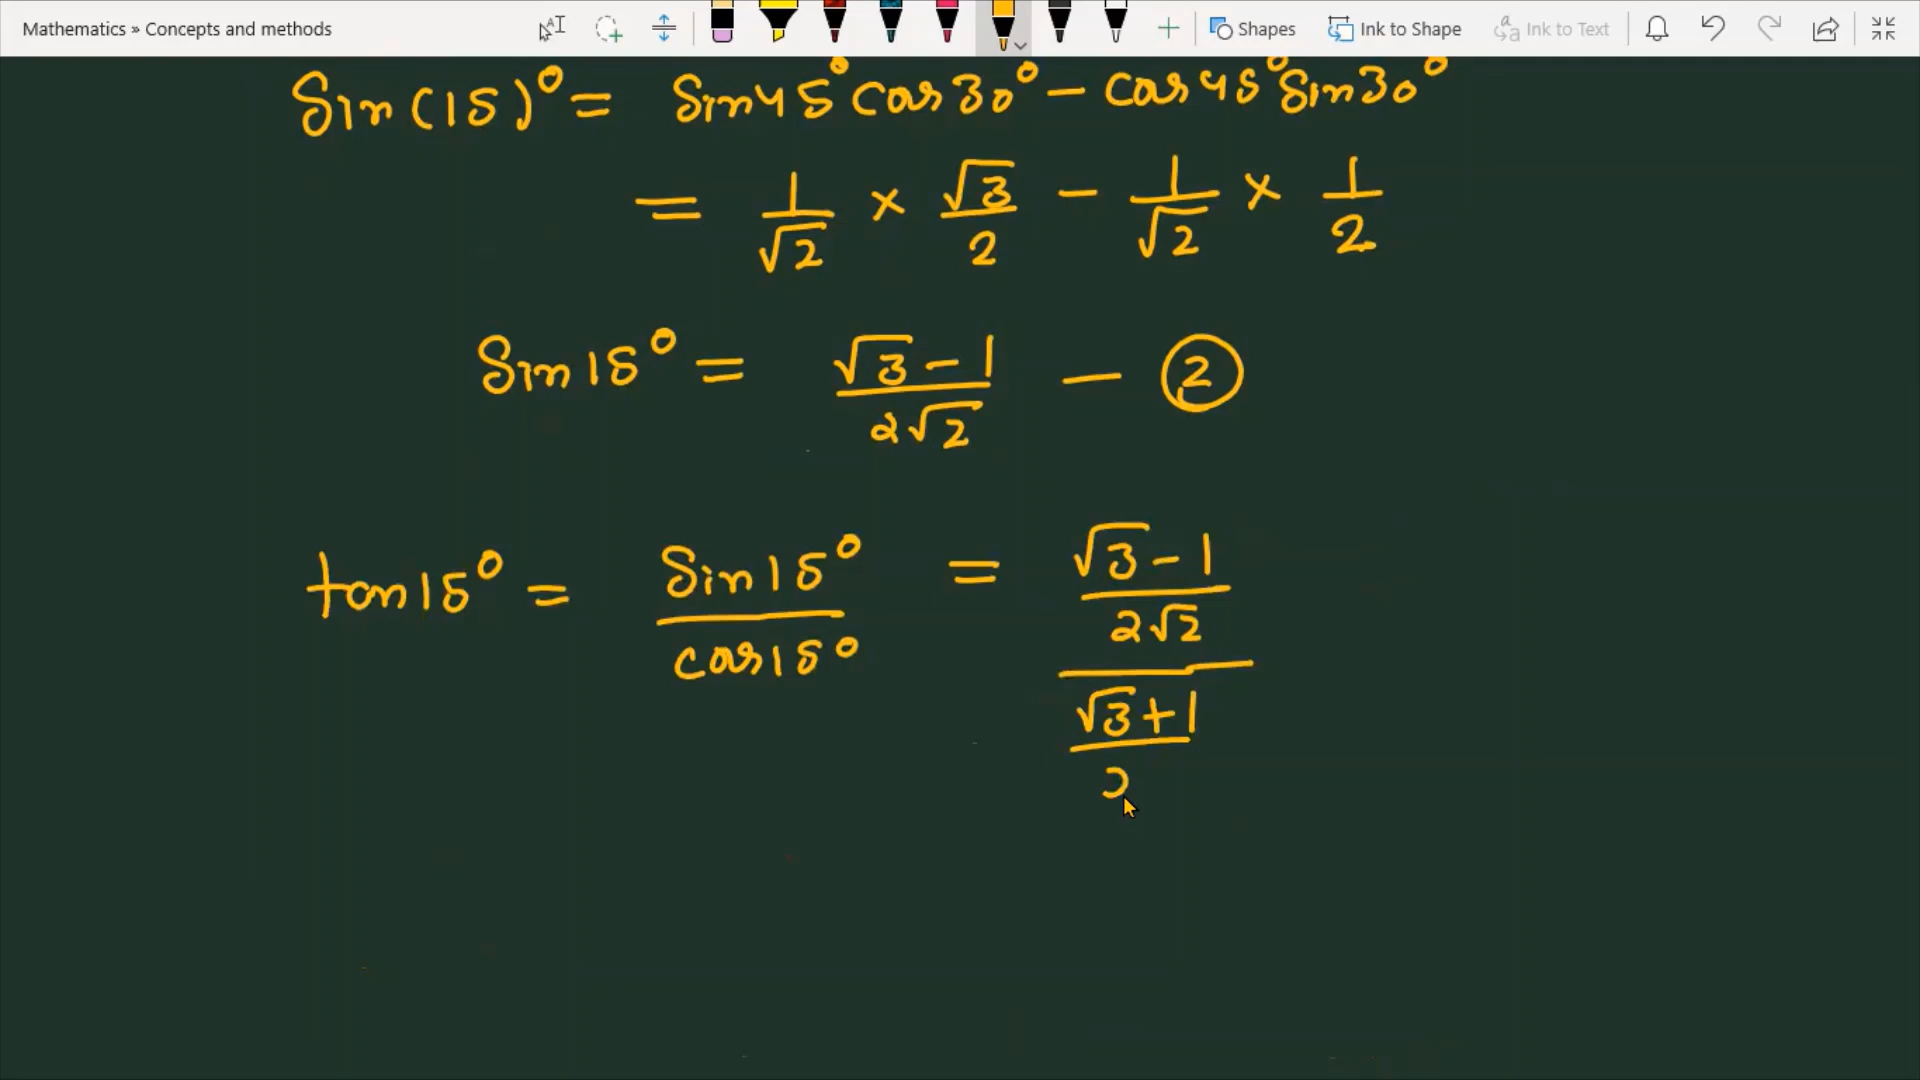 Mathematics » Concepts and methods
Shapes
Ink to Shape
Ink to Text
Sin(15)° = Sin45° cos30° - cos45° Sin30°
= 1/√2 × √3/2 - 1/√2 × 1/2
Sin15° = (√3 - 1)/(2√2) - ②
tan15° = Sin15°/cos15° = ((√3 - 1)/(2√2))/((√3 + 1)/2